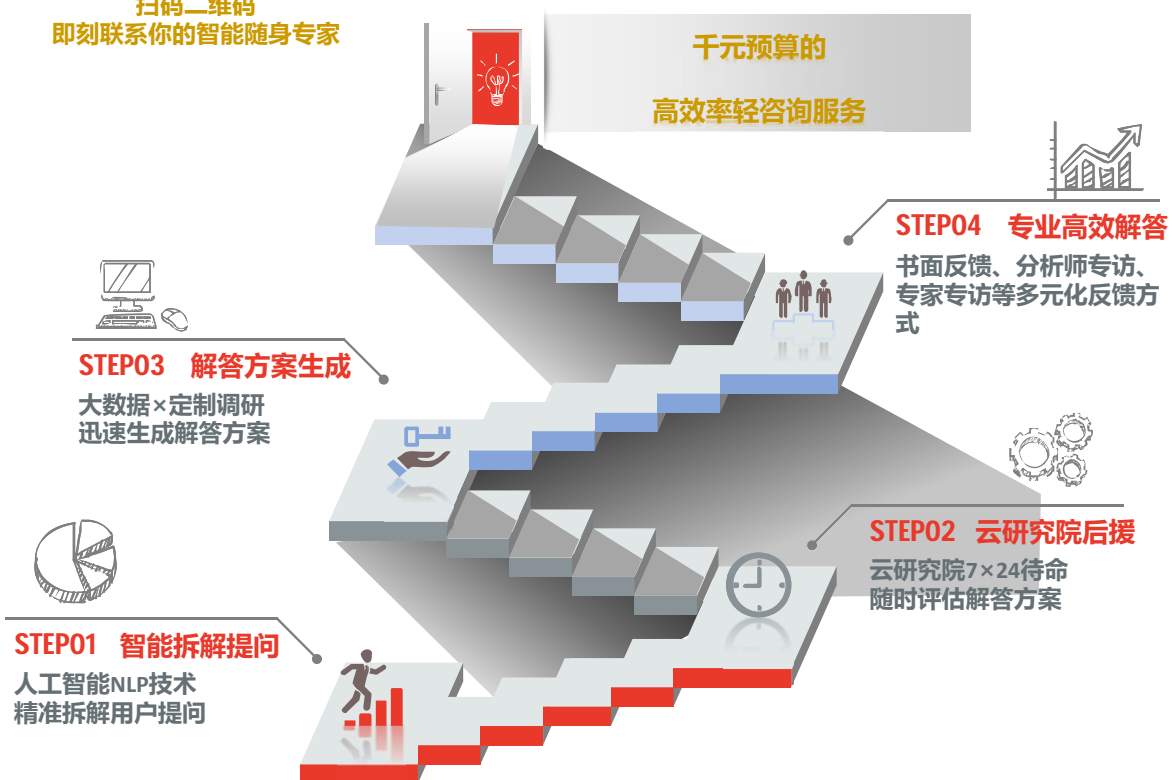 扫码二维码
即刻联系你的智能随身专家
千元预算的
高效率轻咨询服务
STEP04 专业高效解答
书面反馈、分析师专访、
专家专访等多元化反馈方
式
STEP03 解答方案生成
大数据×定制调研
迅速生成解答方案
STEP02 云研究院后援
云研究院7×24待命
随时评估解答方案
STEP01 智能拆解提问
人工智能NLP技术
精准拆解用户提问